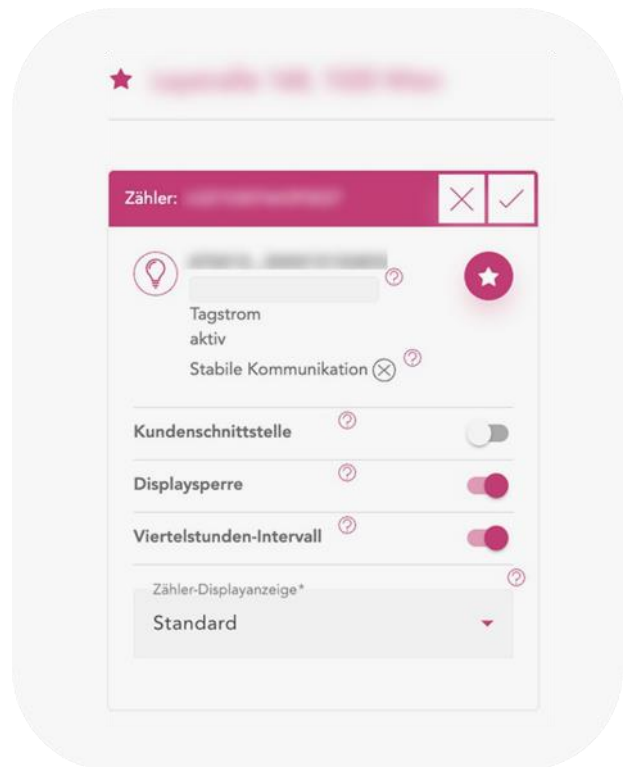 Zähler:
Tagstrom
aktiv
Stabile Kommunikation
Kundenschnittstelle
Displaysperre
Viertelstunden-Intervall
Zähler-Displayanzeige*
Standard